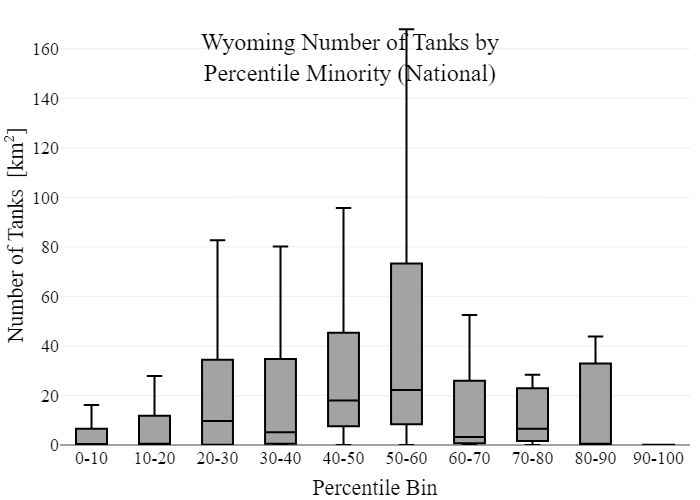 Wyoming Number of Tanks by
Percentile Minority (National)
Number of Tanks [km²]
160
140
120
100
80
60
40
20
0
0-10 10-20 20-30 30-40 40-50 50-60 60-70 70-80 80-90 90-100
Percentile Bin